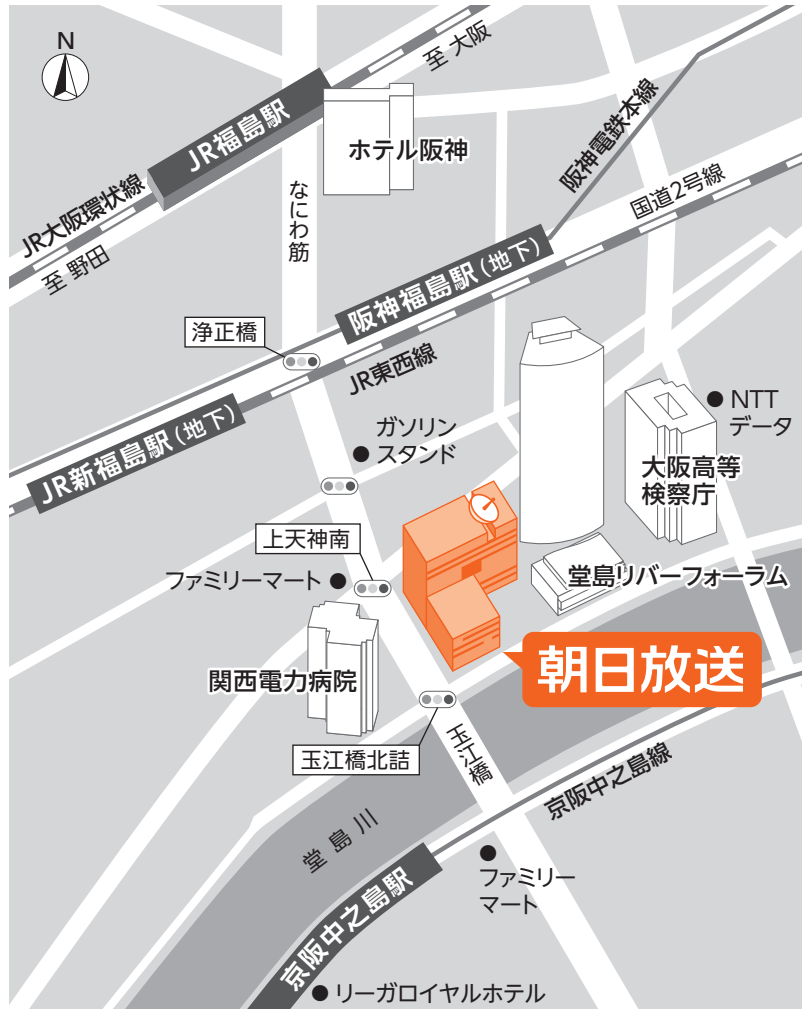 N
至 大阪
JR福島駅
ホテル阪神
阪神電鉄本線
国道2号線
JR大阪環状線
至 野田
なにわ筋
阪神福島駅(地下)
浄正橋
JR東西線
JR新福島駅(地下)
ガソリン
スタンド
NTT
データ
大阪高等
検察庁
上天神南
ファミリーマート
堂島リバーフォーラム
朝日放送
関西電力病院
玉江橋北詰
玉江橋
京阪中之島線
堂島川
ファミリー
マート
京阪中之島駅
リーガロイヤルホテル